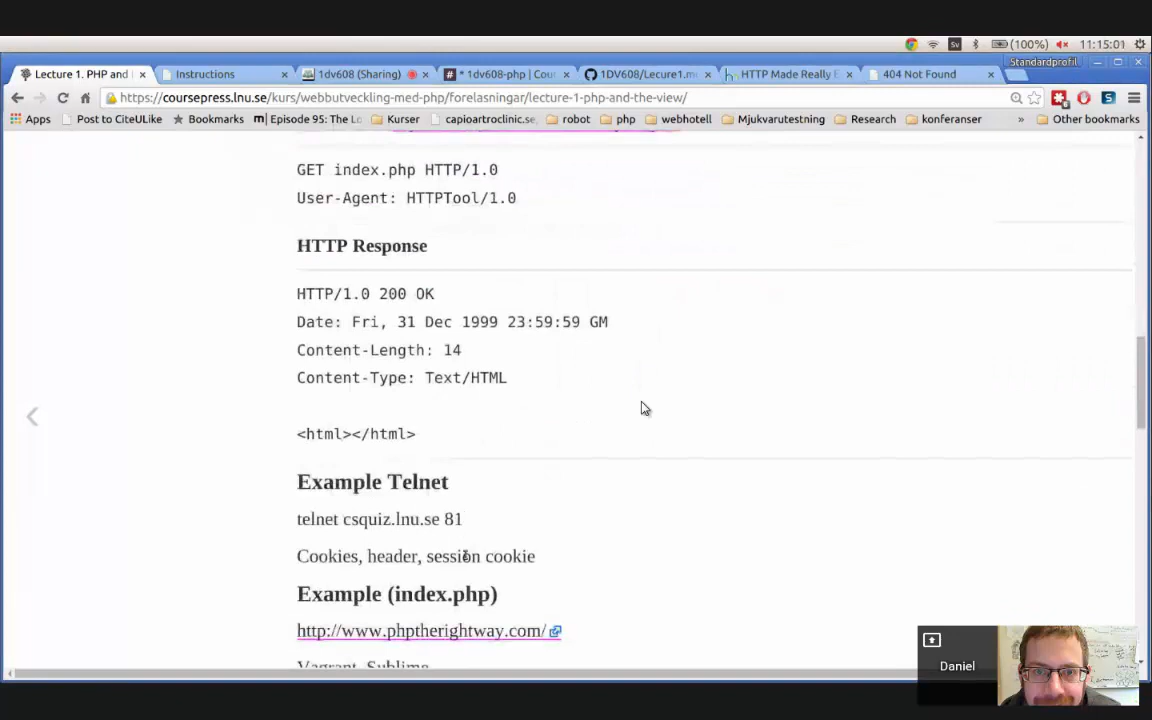 Sv (100%) 11:15:01
Standardprofil
Lecture 1. PHP and
Instructions
1dv608 (Sharing)
* 1dv608-php | Cour
1DV608/Lecure1.m
HTTP Made Really E
404 Not Found
https://coursepress.lnu.se/kurs/webbutveckling-med-php/forelasningar/lecture-1-php-and-the-view/
Apps Post to CiteULike Bookmarks Episode 95: The Lo Kurser capioartroclinic.se, robot php webhotell Mjukvarutestning Research konferanser » Other bookmarks
GET index.php HTTP/1.0
User-Agent: HTTPTool/1.0
HTTP Response
HTTP/1.0 200 OK
Date: Fri, 31 Dec 1999 23:59:59 GM
Content-Length: 14
Content-Type: Text/HTML
<html></html>
Example Telnet
telnet csquiz.lnu.se 81
Cookies, header, session cookie
Example (index.php)
http://www.phptherightway.com/
Vagrant, Sublime
Daniel